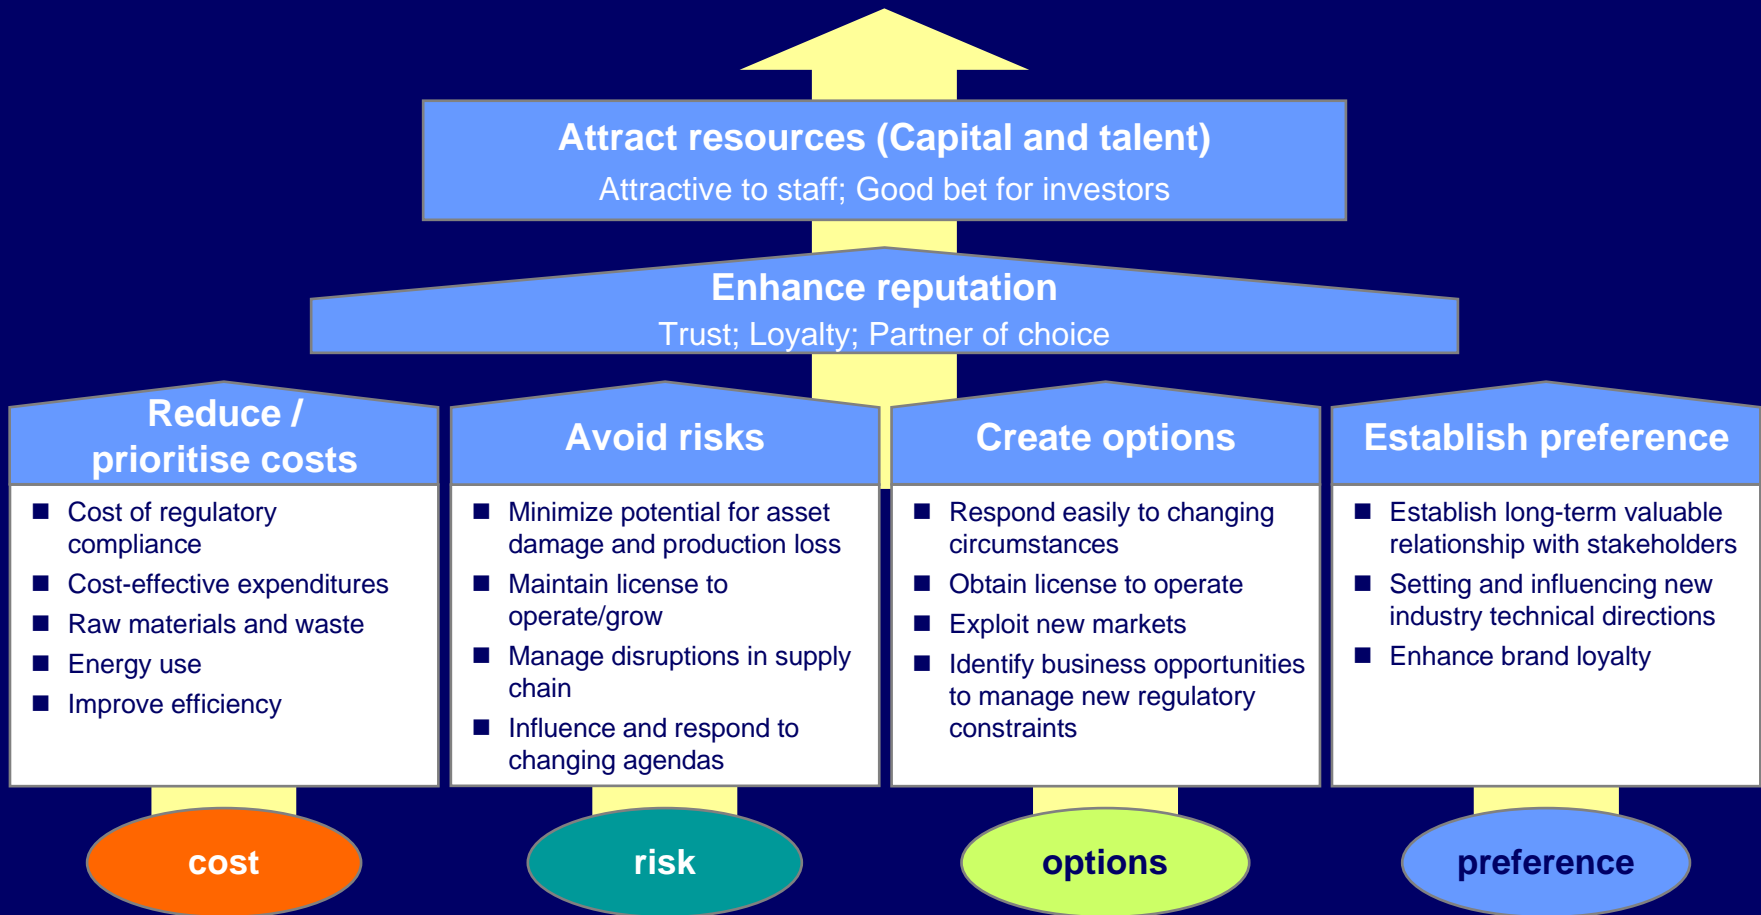 Attract resources (Capital and talent)
Attractive to staff; Good bet for investors
Enhance reputation
Trust; Loyalty; Partner of choice
Reduce /
prioritise costs
■ Cost of regulatory
compliance
■ Cost-effective expenditures
■ Raw materials and waste
■ Energy use
■ Improve efficiency
cost
Avoid risks
■ Minimize potential for asset
damage and production loss
■ Maintain license to
operate/grow
■ Manage disruptions in supply
chain
■ Influence and respond to
changing agendas
risk
Create options
■ Respond easily to changing
circumstances
■ Obtain license to operate
■ Exploit new markets
■ Identify business opportunities
to manage new regulatory
constraints
options
Establish preference
■ Establish long-term valuable
relationship with stakeholders
■ Setting and influencing new
industry technical directions
■ Enhance brand loyalty
preference